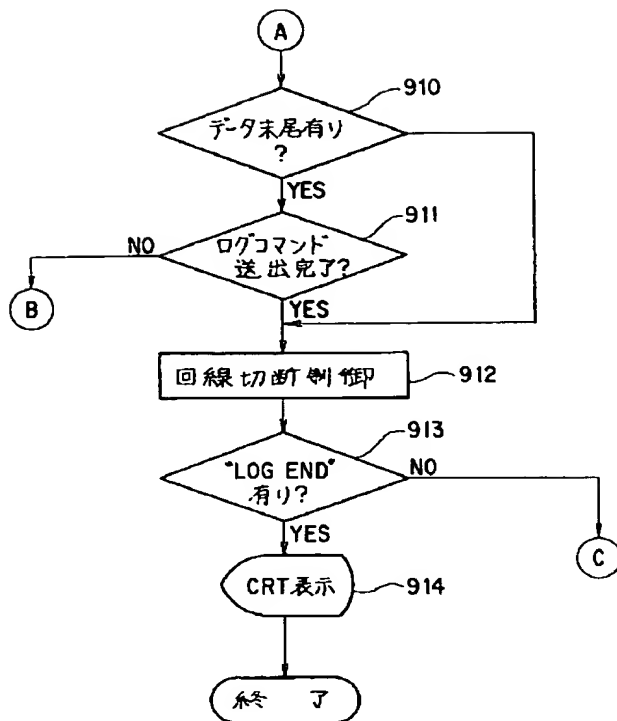 A
910
データ末尾有り
?
YES
911
NO
ログコマンド
送出完了?
B
YES
回線切断制御
912
913
"LOG END"
有り?
NO
YES
C
CRT表示
914
終 了